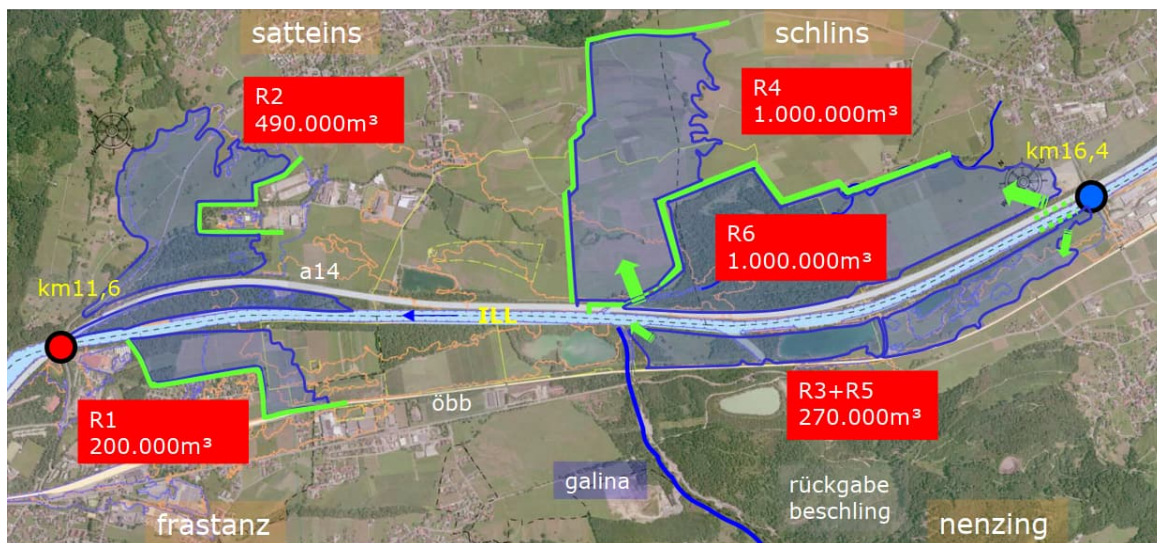 satteins
schlins
R2
490.000m³
R4
1.000.000m³
km16,4
R6
1.000.000m³
a14
km11,6
ILL
R1
200.000m³
öbb
R3+R5
270.000m³
galina
rückgabe
beschling
frastanz
nenzing